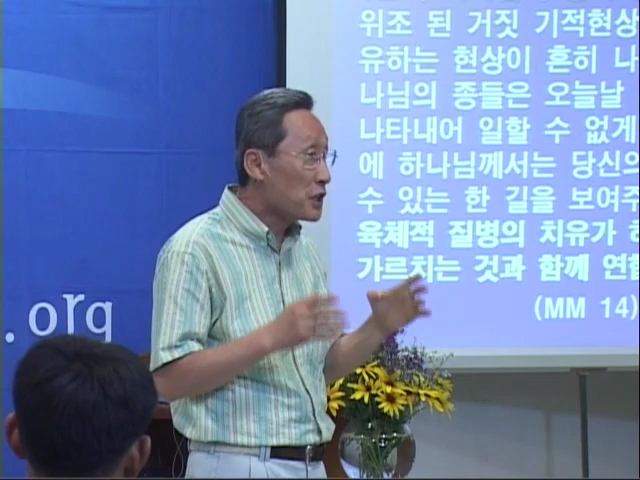 위조 된 거짓 기적현상
유하는 현상이 흔히 나
나님의 종들은 오늘날
나타내어 일할 수 없게
에 하나님께서는 당신의
수 있는 한 길을 보여주
육체적 질병의 치유가
가르치는 것과 함께 연합
(MM 14)
.org